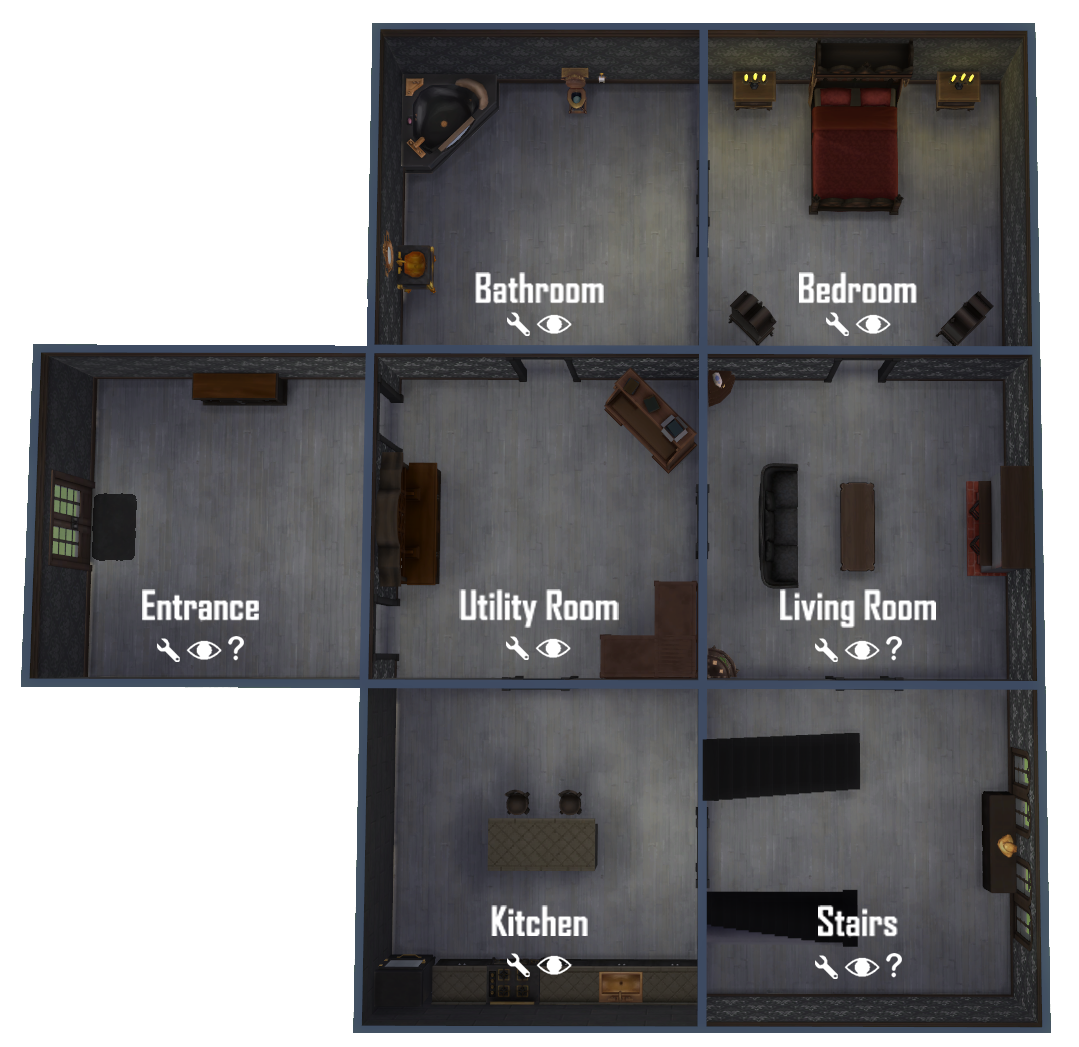 Bathroom
Bedroom
Entrance
?
Utility Room
Living Room
?
Kitchen
Stairs
?